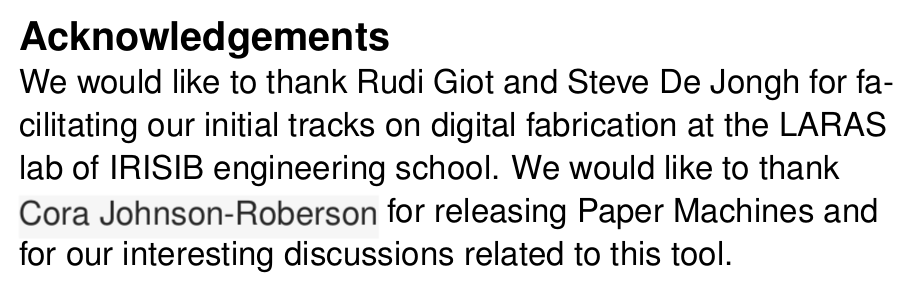 Acknowledgements
We would like to thank Rudi Giot and Steve De Jongh for fa-
cilitating our initial tracks on digital fabrication at the LARAS
lab of IRISIB engineering school. We would like to thank
Cora Johnson-Roberson for releasing Paper Machines and
for our interesting discussions related to this tool.